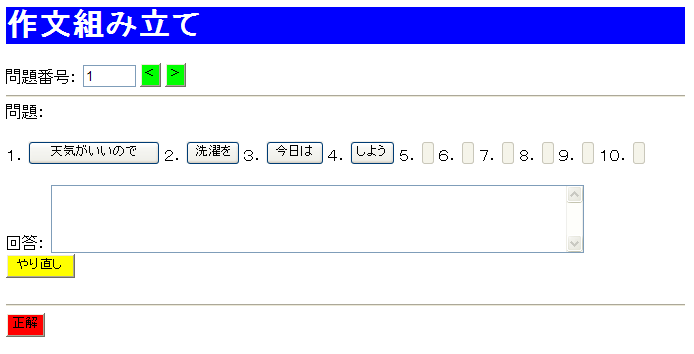 作文組み立て
問題番号: 1 < >
問題:
1. 天気がいいので 2. 洗濯を 3. 今日は 4. しよう 5. 6. 7. 8. 9. 10.
回答:
やり直し
正解